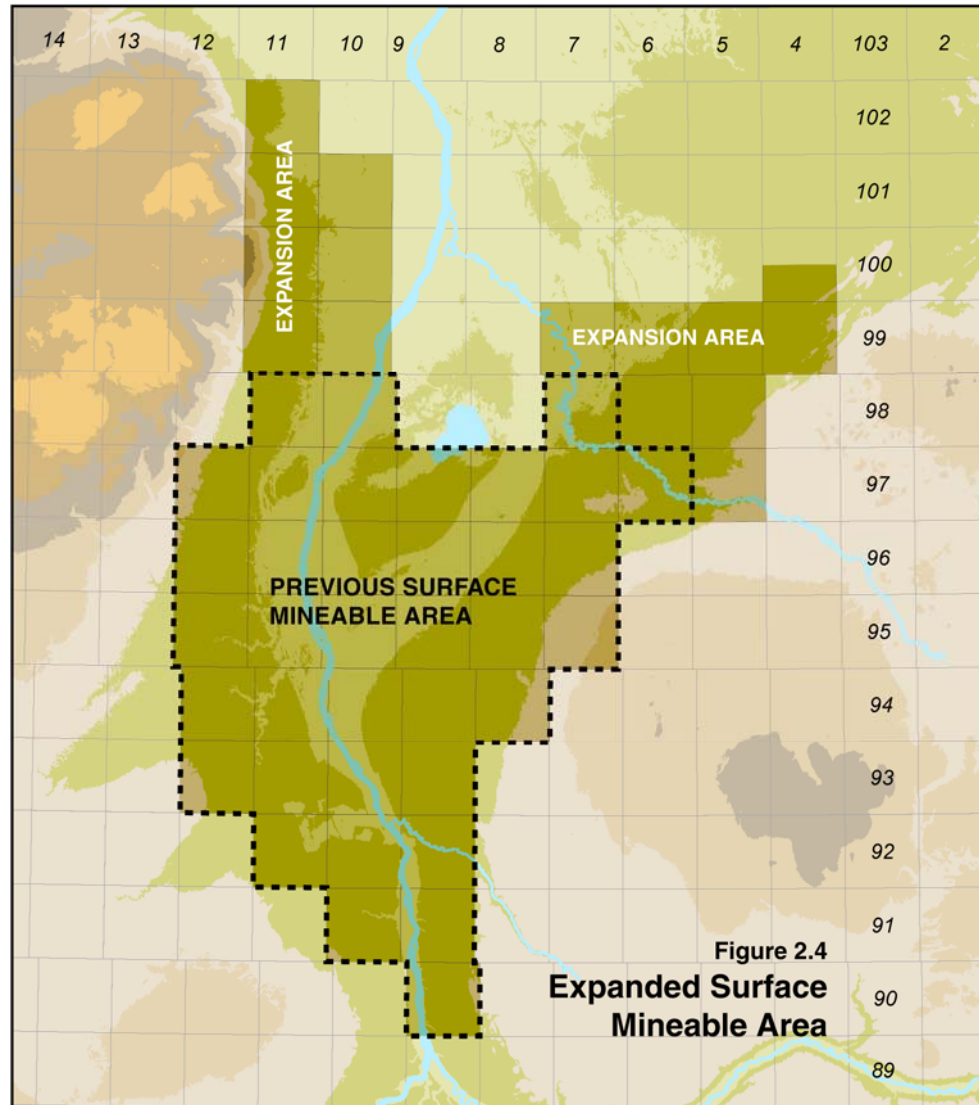 14 13 12 11 10 9 8 7 6 5 4 103 2
102
101
EXPANSION AREA
100
EXPANSION AREA
99
98
97
96
PREVIOUS SURFACE
MINEABLE AREA
95
94
93
92
91
Figure 2.4
Expanded Surface
Mineable Area
90
89